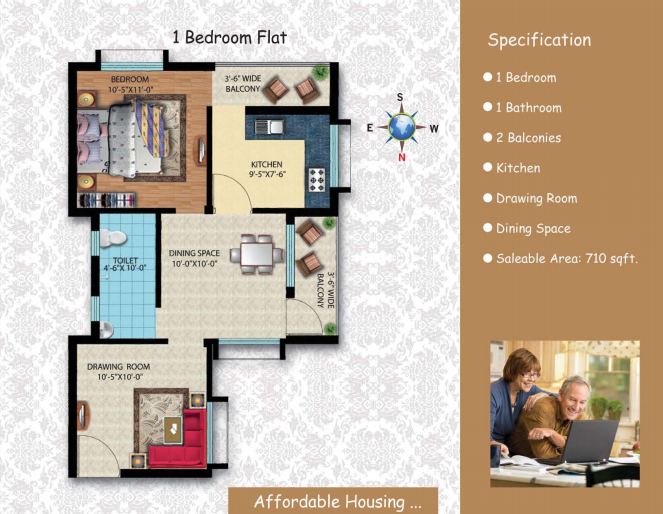 1 Bedroom Flat
BEDROOM
10'-5"X11'-0"
3'-6" WIDE
BALCONY
KITCHEN
9'-5"X7'-6"
S
E
W
N
TOILET
4'-6"X 10'-0"
DINING SPACE
10'-0"X10'-0"
3'-6" WIDE
BALCONY
DRAWING ROOM
10'-5"X10'-0"
Affordable Housing ...
Specification
1 Bedroom
1 Bathroom
2 Balconies
Kitchen
Drawing Room
Dining Space
Saleable Area: 710 sqft.